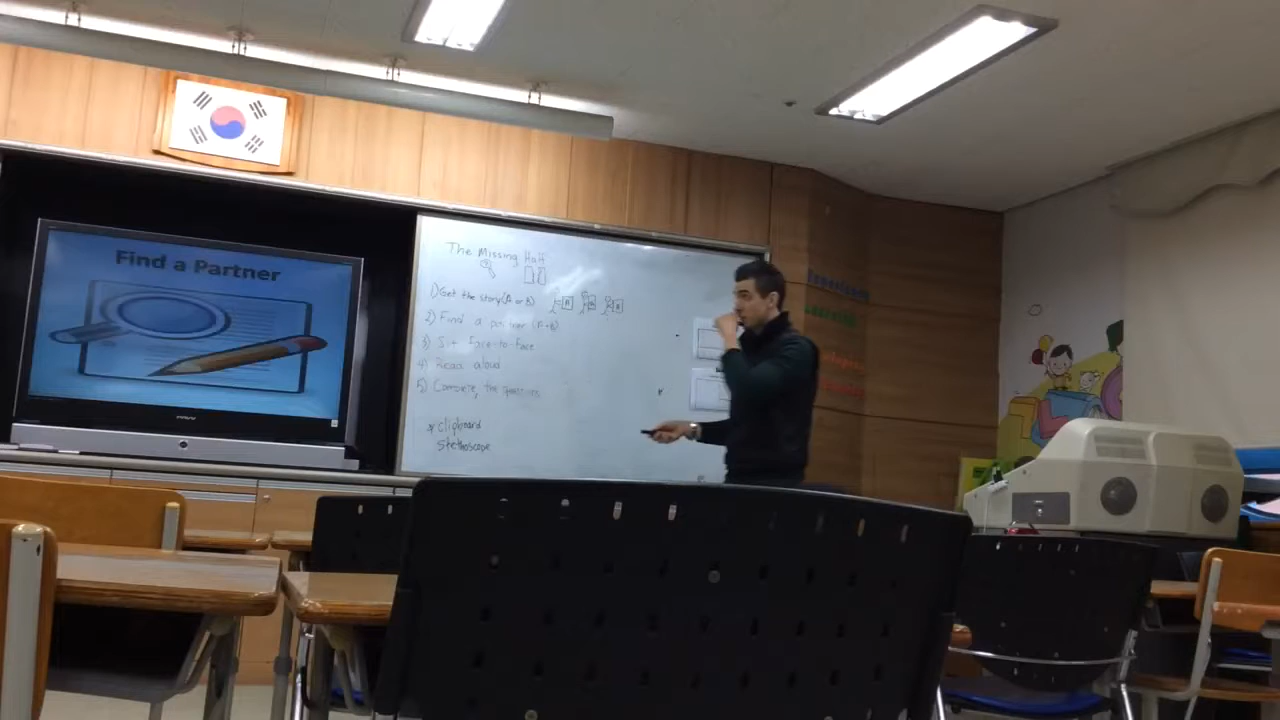 Find a Partner
The Missing Half
1) Get the story (A or B)
2) Find a partner (A+B)
3) Sit Face-to-Face
4) Read aloud
5) Complete the questions
* clipboard
stethoscope